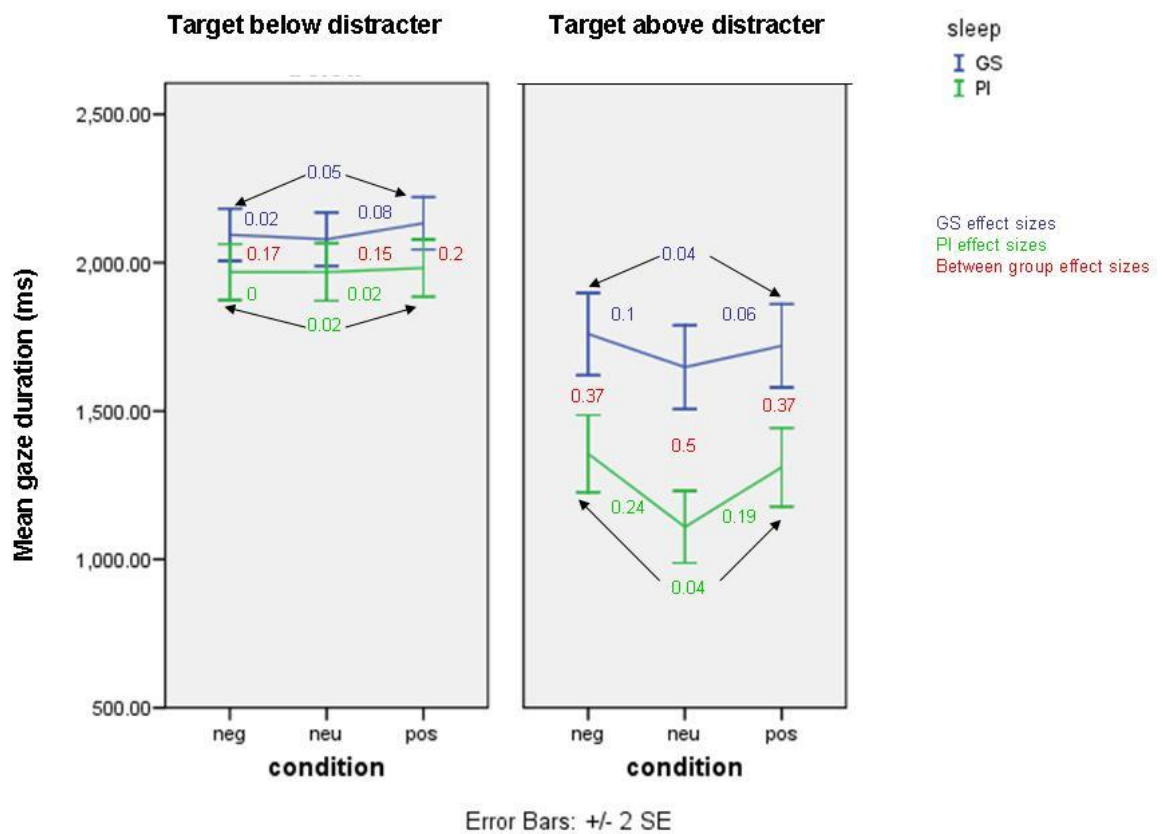 Target below distracter
Target above distracter
sleep
GS
PI
2,500.00
2,000.00
1,500.00
1,000.00
500.00
Mean gaze duration (ms)
0.05
0.02
0.08
0.17
0.15
0.2
0
0.02
0.02
0.04
0.1
0.06
0.37
0.37
0.5
0.24
0.19
0.04
GS effect sizes
PI effect sizes
Between group effect sizes
neg
neu
pos
condition
neg
neu
pos
condition
Error Bars: +/- 2 SE